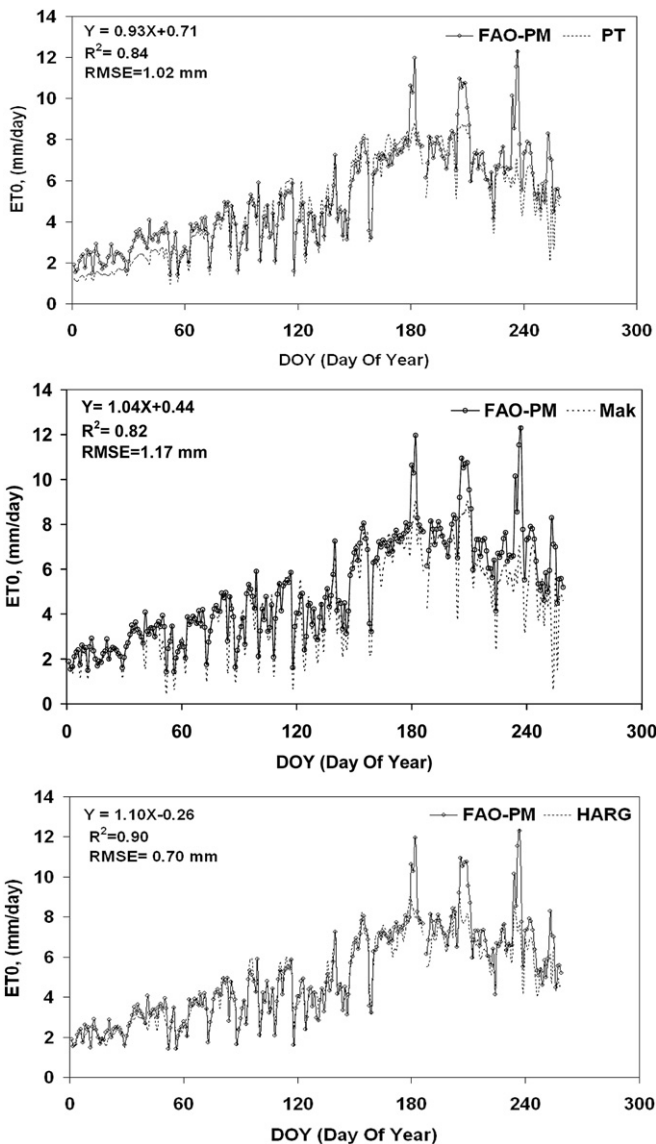 14
Y = 0.93X+0.71
FAO-PM PT
12
R² = 0.84
RMSE=1.02 mm
10
8
6
4
2
0
ET0, (mm/day)
0 60 120 180 240 300
DOY (Day Of Year)
14
Y= 1.04X+0.44
FAO-PM Mak
12
R²= 0.82
RMSE=1.17 mm
10
8
6
4
2
0
ET0, (mm/day)
0 60 120 180 240 300
DOY (Day Of Year)
14
Y = 1.10X-0.26
FAO-PM HARG
12
R²=0.90
RMSE= 0.70 mm
10
8
6
4
2
0
ET0, (mm/day)
0 60 120 180 240 300
DOY (Day Of Year)